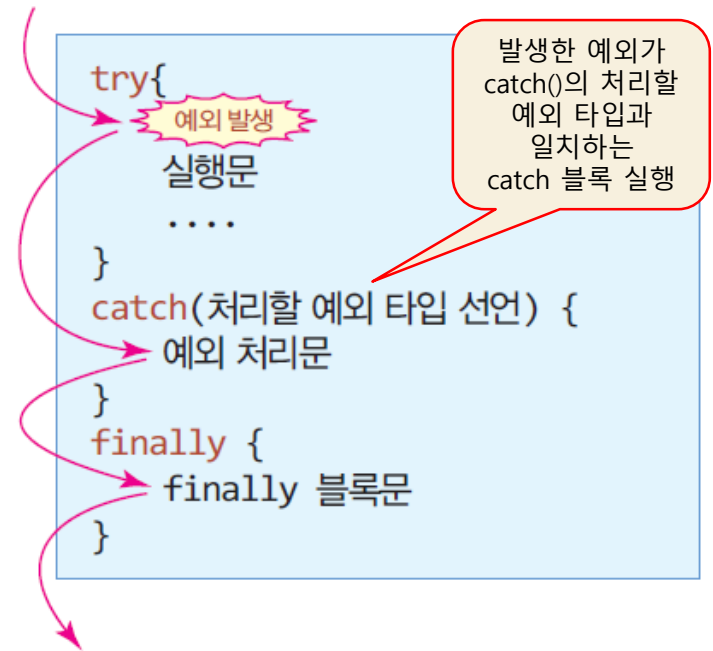 try{
예외 발생
실행문
....
}
catch(처리할 예외 타입 선언) {
예외 처리문
}
finally {
finally 블록문
}
발생한 예외가
catch()의 처리할
예외 타입과
일치하는
catch 블록 실행